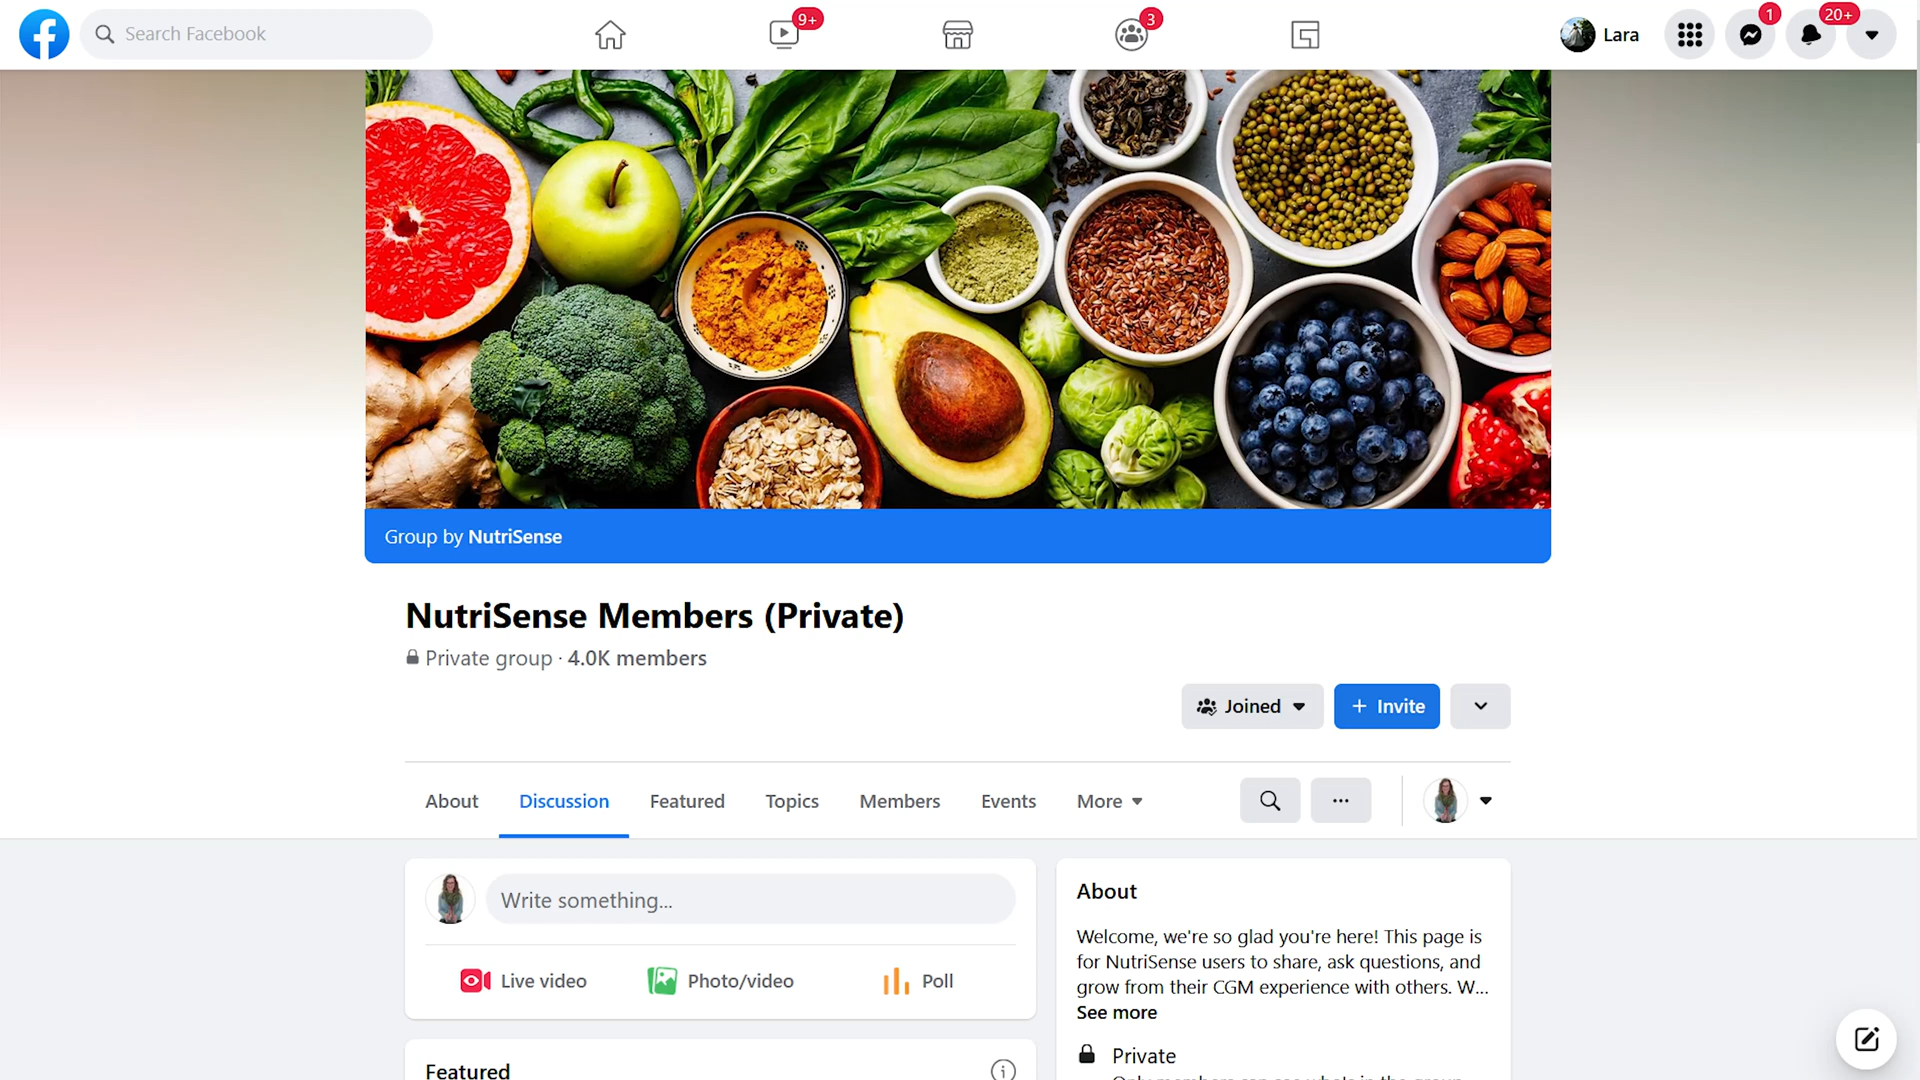 Search Facebook
9+
3
Lara
1
20+
Group by NutriSense
NutriSense Members (Private)
Private group · 4.0K members
Joined
+ Invite
About
Discussion
Featured
Topics
Members
Events
More
Write something...
Live video
Photo/video
Poll
About
Welcome, we're so glad you're here! This page is
for NutriSense users to share, ask questions, and
grow from their CGM experience with others. W...
See more
Private
Featured